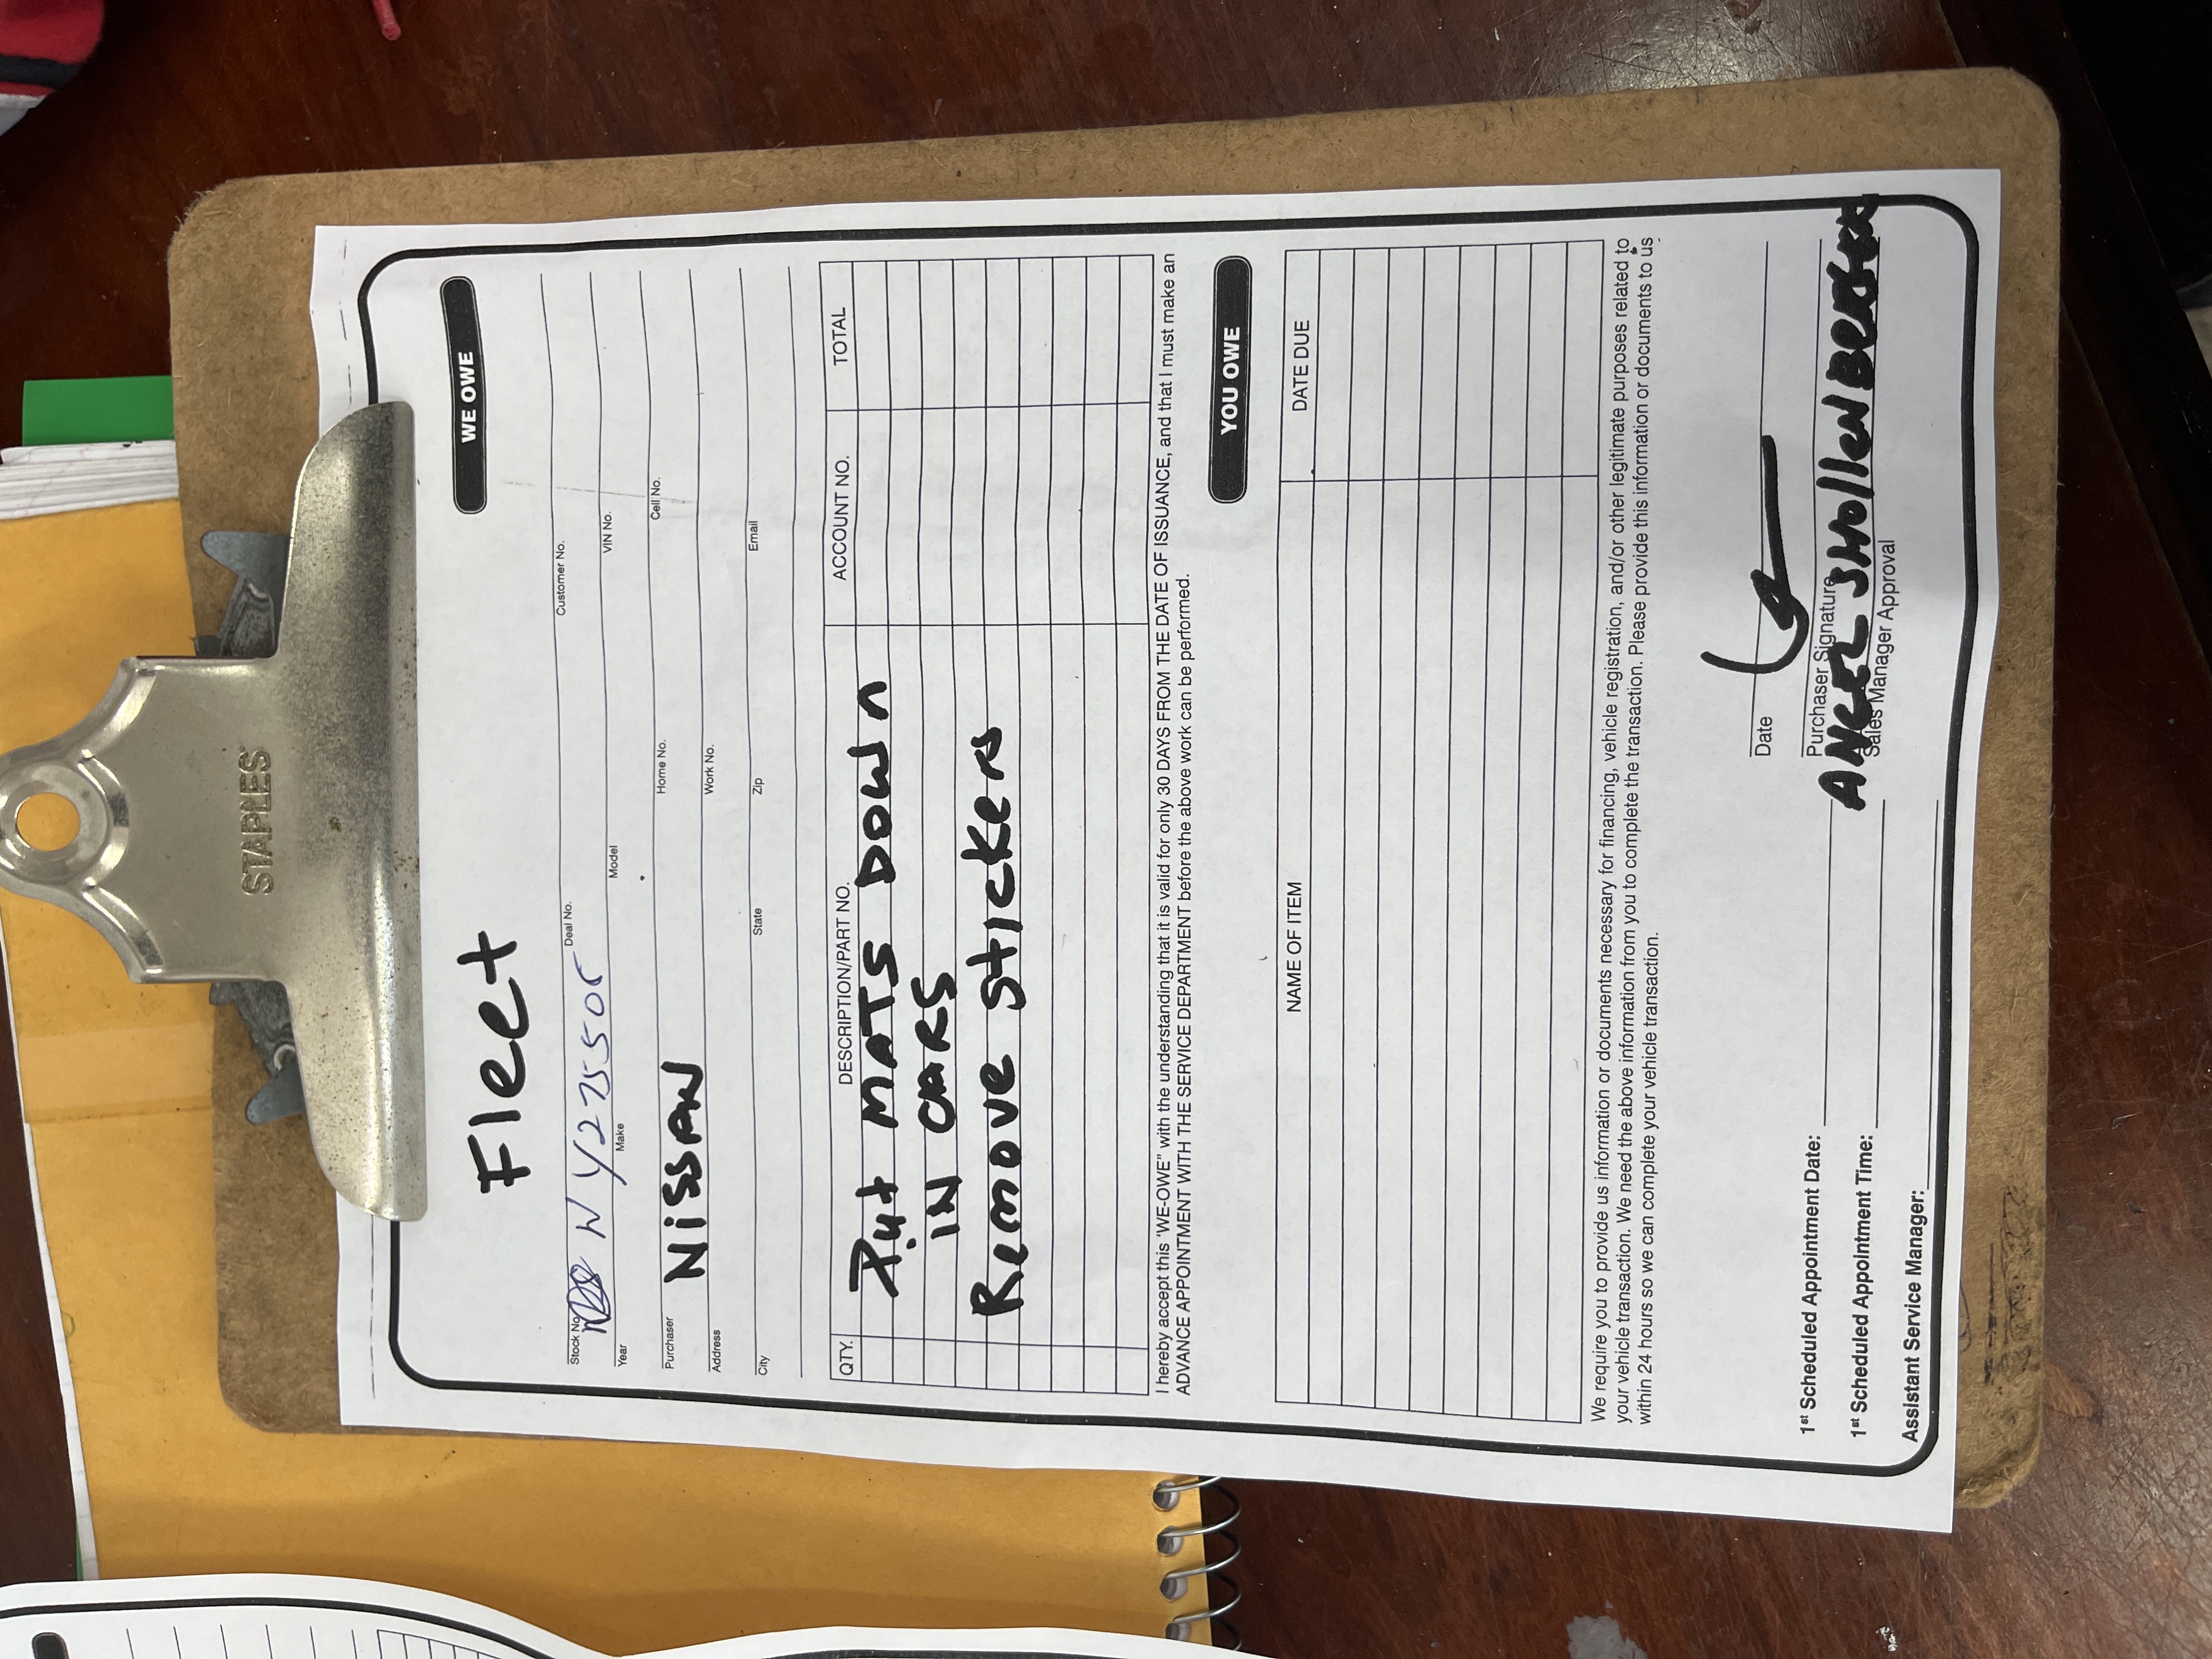 STAPLES
Fleet
WE OWE
Stock No. NY275505 Deal No. Customer No.
Year Make Model VIN No.
Purchaser NISSAN Home No. Cell No.
Address Work No.
City State Zip Email
QTY. DESCRIPTION/PART NO. ACCOUNT NO. TOTAL
Put MATS DOWN
IN CARS
Remove stickers
I hereby accept this "WE-OWE" with the understanding that it is valid for only 30 DAYS FROM THE DATE OF ISSUANCE, and that I must make an
ADVANCE APPOINTMENT WITH THE SERVICE DEPARTMENT before the above work can be performed.
YOU OWE
NAME OF ITEM DATE DUE
We require you to provide us information or documents necessary for financing, vehicle registration, and/or other legitimate purposes related to
your vehicle transaction. We need the above information from you to complete the transaction. Please provide this information or documents to us
within 24 hours so we can complete your vehicle transaction.
Date
1st Scheduled Appointment Date: Purchaser Signature
ANGEL SHOLLENBERGER
1st Scheduled Appointment Time: Sales Manager Approval
Assistant Service Manager: